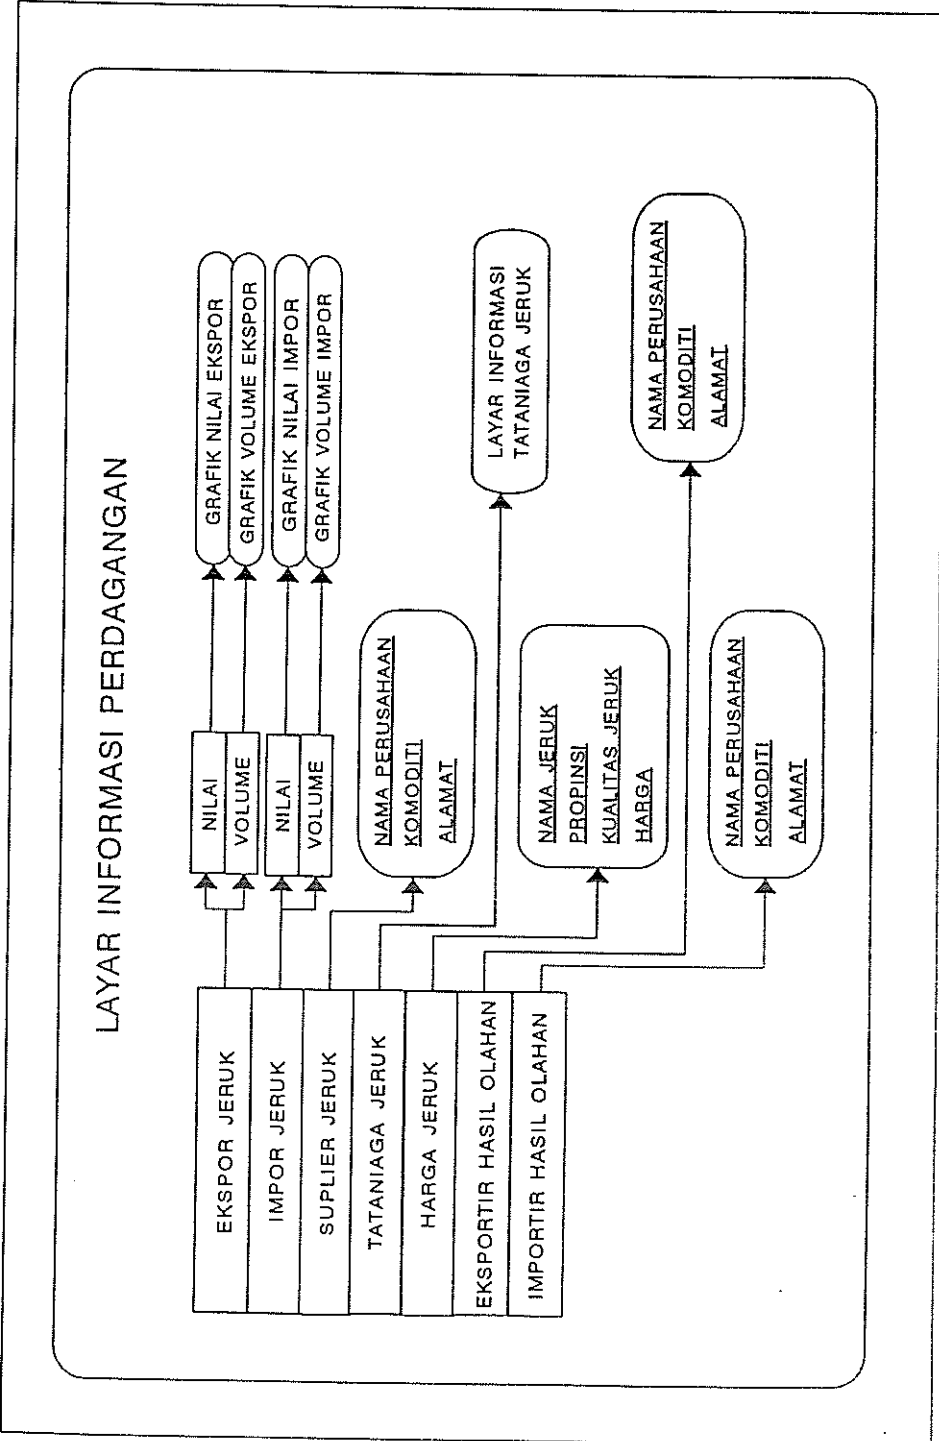 LAYAR INFORMASI PERDAGANGAN
EKSPOR JERUK
IMPOR JERUK
SUPLIER JERUK
TATANIAGA JERUK
HARGA JERUK
EKSPORTIR HASIL OLAHAN
IMPORTIR HASIL OLAHAN
NILAI
VOLUME
NILAI
VOLUME
GRAFIK NILAI EKSPOR
GRAFIK VOLUME EKSPOR
GRAFIK NILAI IMPOR
GRAFIK VOLUME IMPOR
NAMA PERUSAHAAN
KOMODITI
ALAMAT
LAYAR INFORMASI
TATANIAGA JERUK
NAMA JERUK
PROPINSI
KUALITAS JERUK
HARGA
NAMA PERUSAHAAN
KOMODITI
ALAMAT
NAMA PERUSAHAAN
KOMODITI
ALAMAT